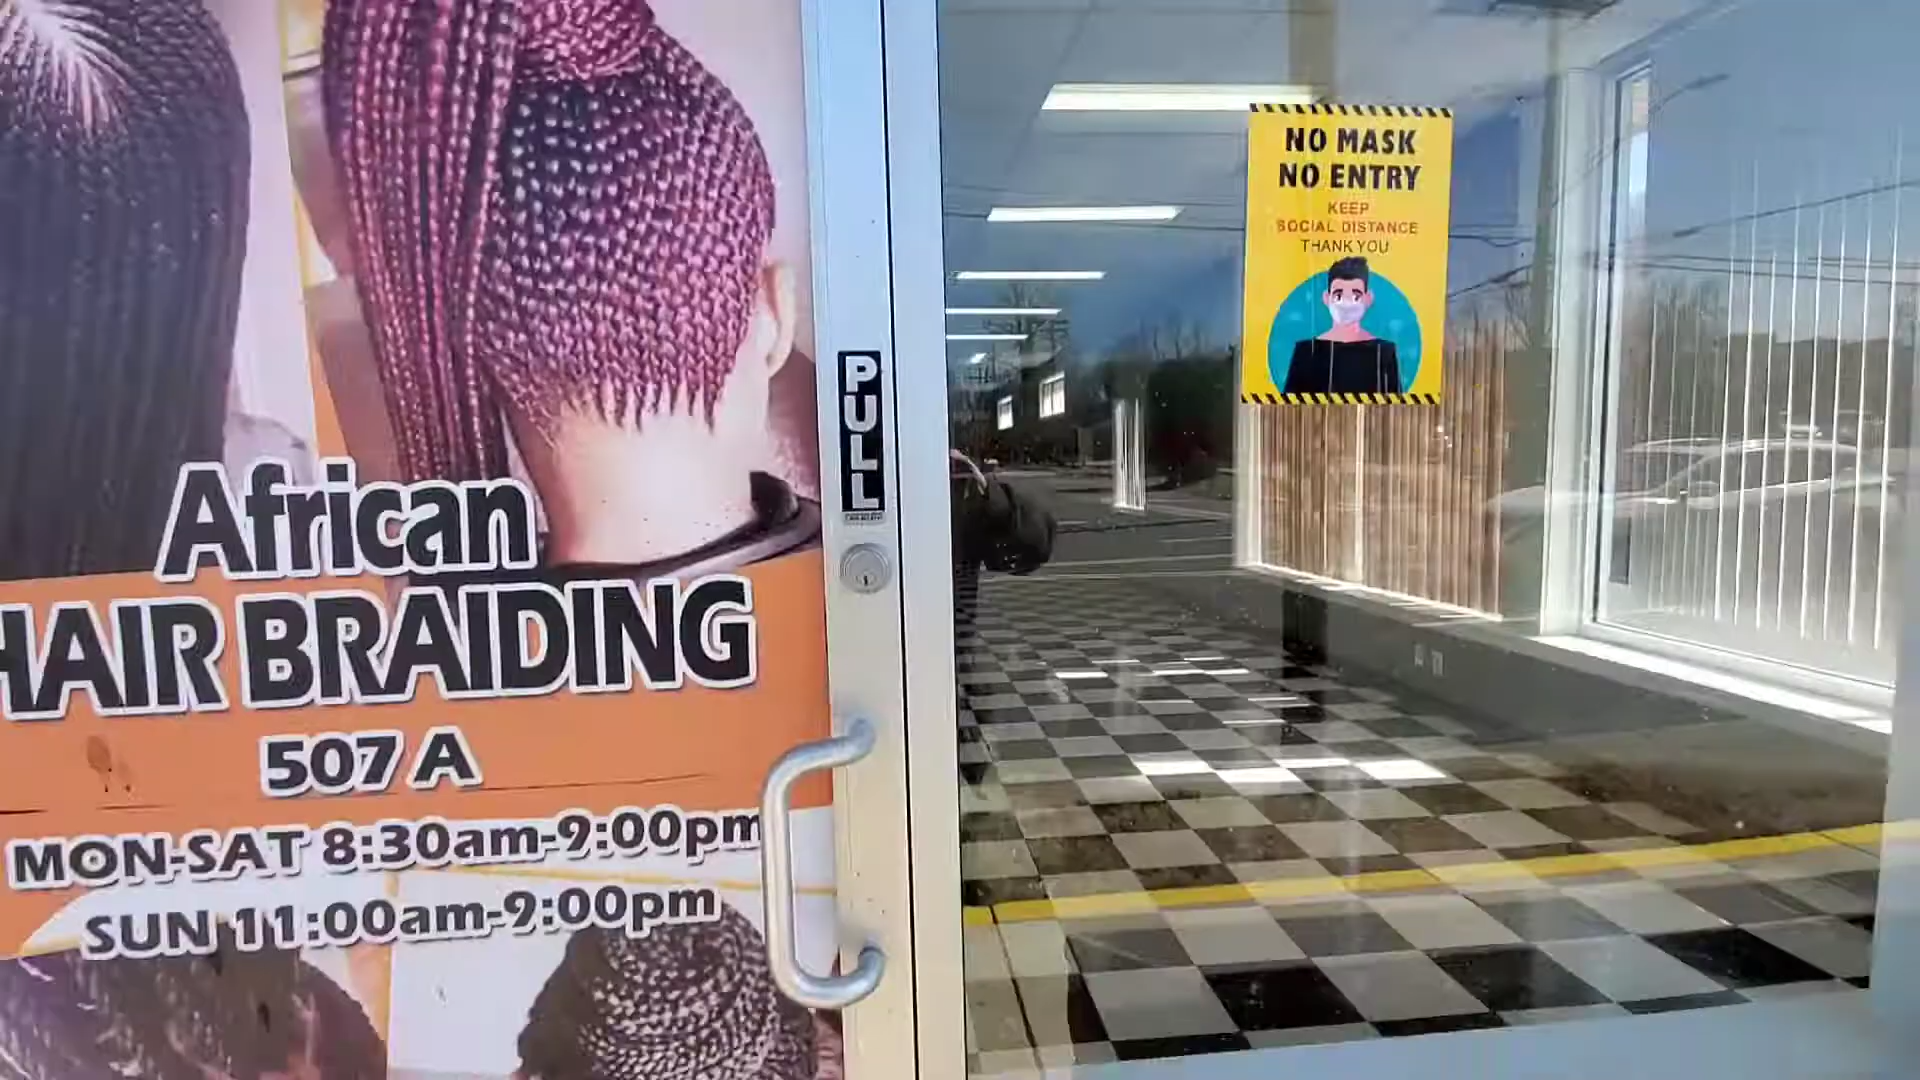 African
HAIR BRAIDING
507 A
MON-SAT 8:30am-9:00pm
SUN 11:00am-9:00pm
PULL
NO MASK
NO ENTRY
KEEP
SOCIAL DISTANCE
THANK YOU